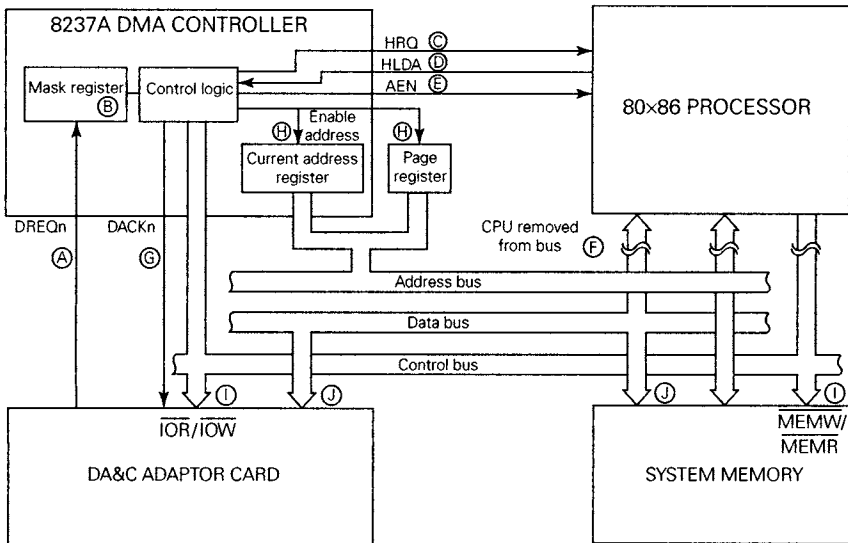 8237A DMA CONTROLLER
HRQ Ⓒ
HLDA Ⓓ
AEN Ⓔ
Mask register
Ⓑ
Control logic
80×86 PROCESSOR
Ⓗ
Enable
address
Ⓗ
Current address
register
Page
register
DREQn
DACKn
Ⓐ
Ⓖ
CPU removed
from bus
Ⓕ
Address bus
Data bus
Control bus
Ⓘ
Ⓙ
Ⓙ
Ⓘ
IOR/IOW
MEMW/
MEMR
DA&C ADAPTOR CARD
SYSTEM MEMORY